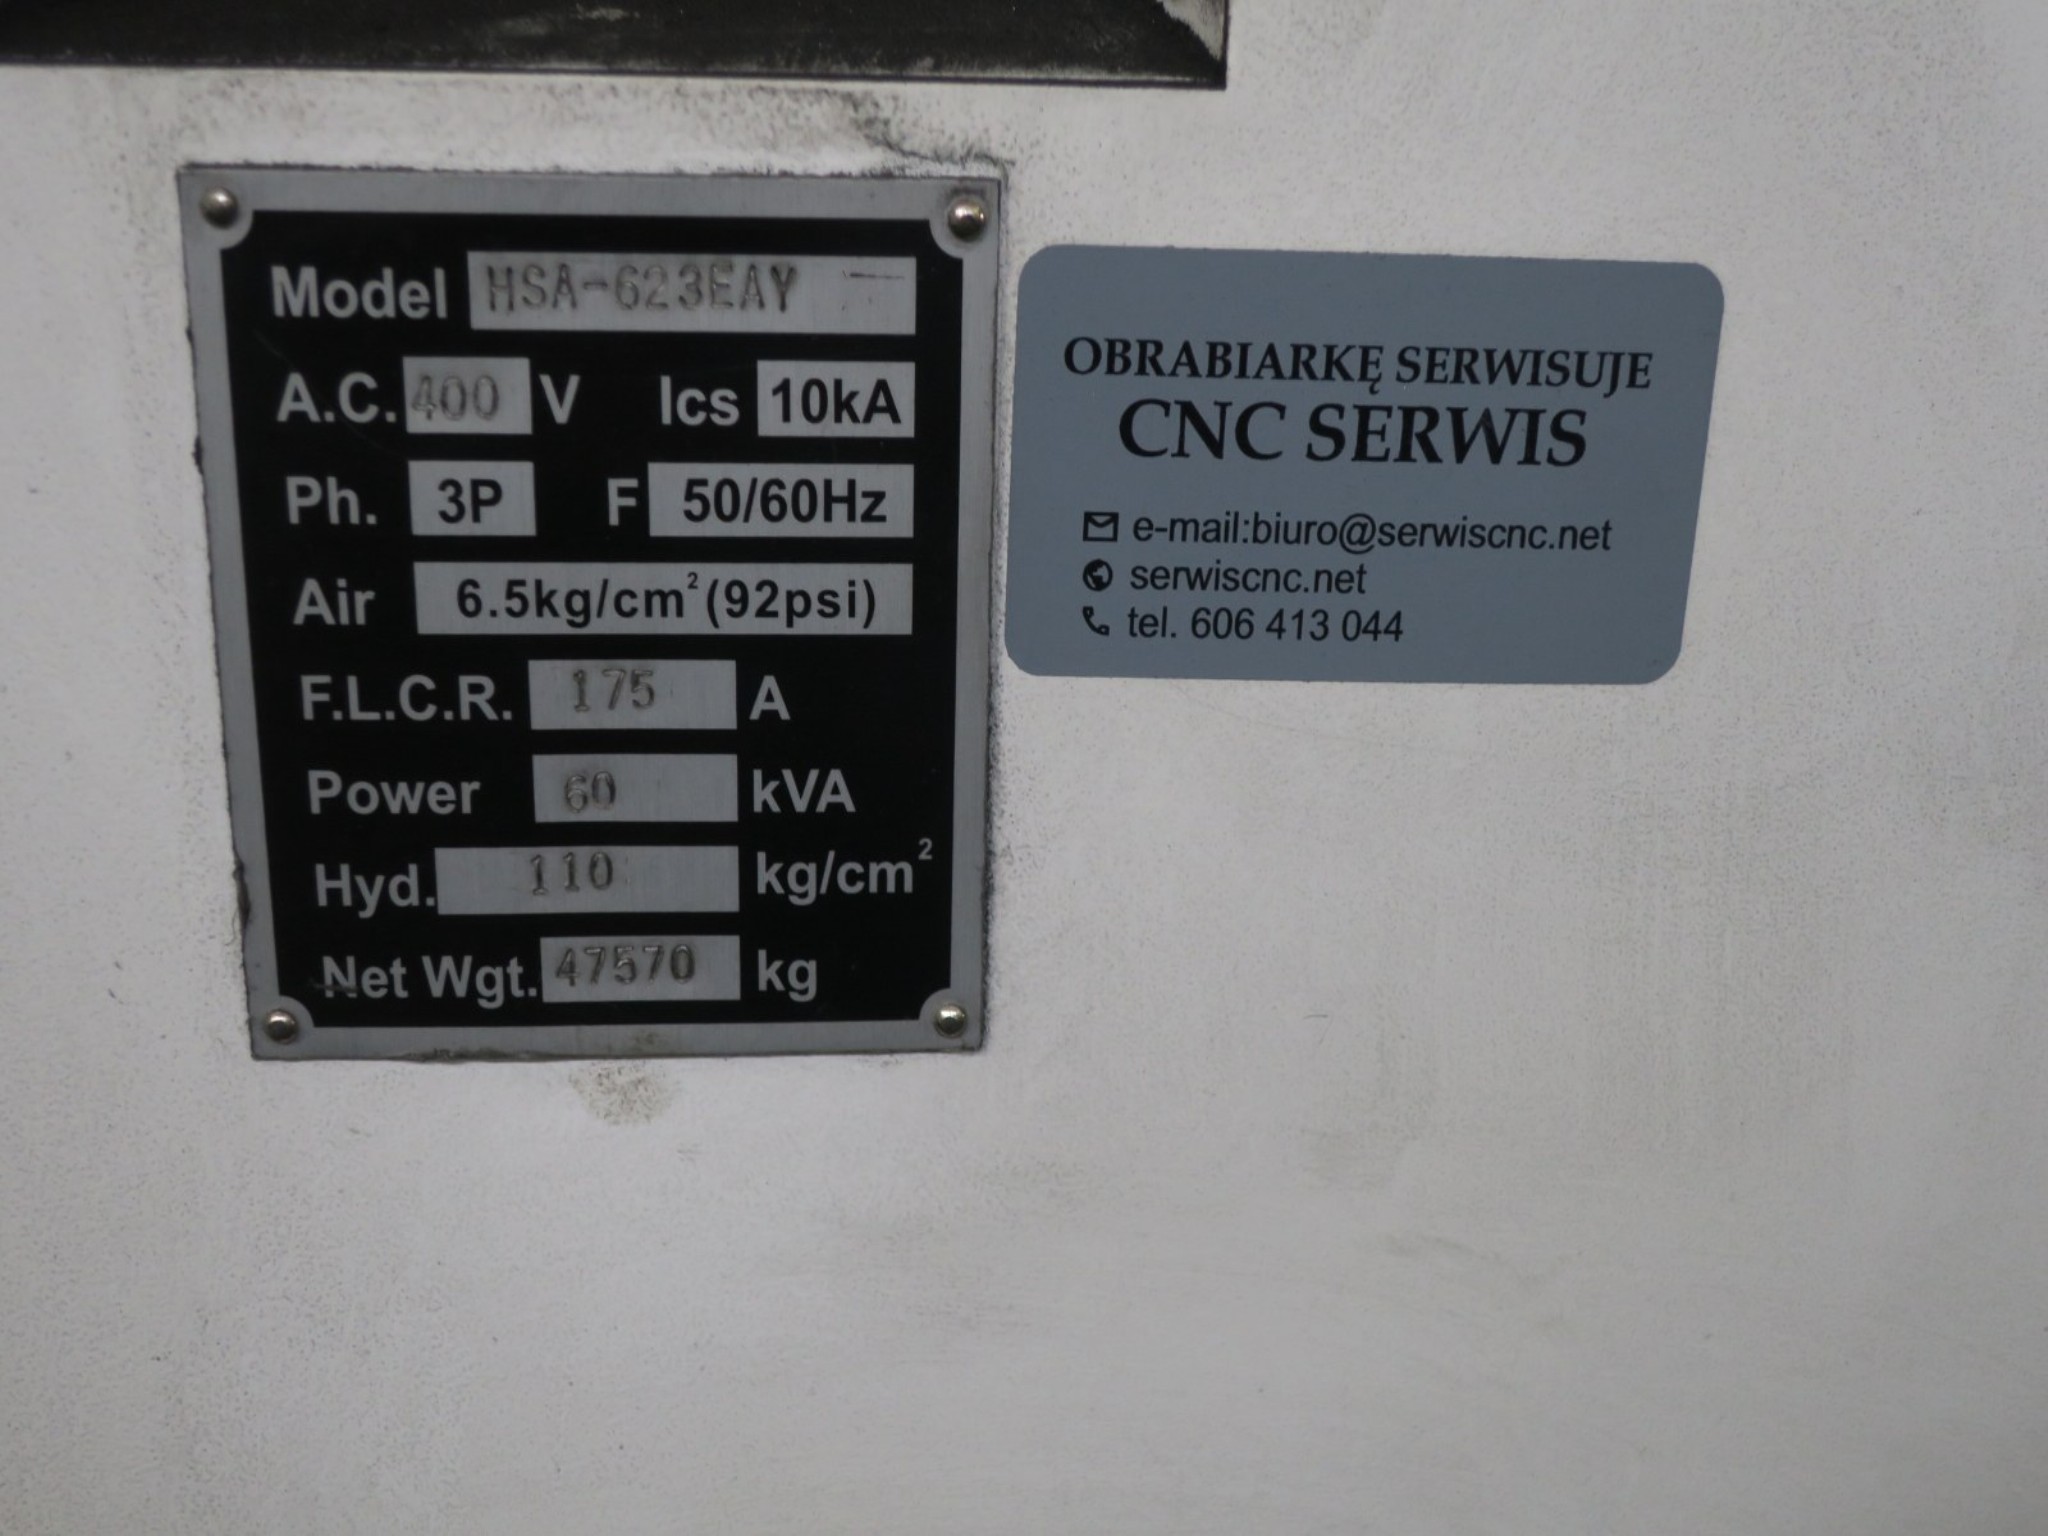 Model HSA-623EAY
A.C. 400 V Ics 10kA
Ph. 3P F 50/60Hz
Air 6.5kg/cm²(92psi)
F.L.C.R. 175 A
Power 60 kVA
Hyd. 110 kg/cm²
Net Wgt. 47570 kg
OBRABIARKĘ SERWISUJE
CNC SERWIS
e-mail:biuro@serwiscnc.net
serwiscnc.net
tel. 606 413 044